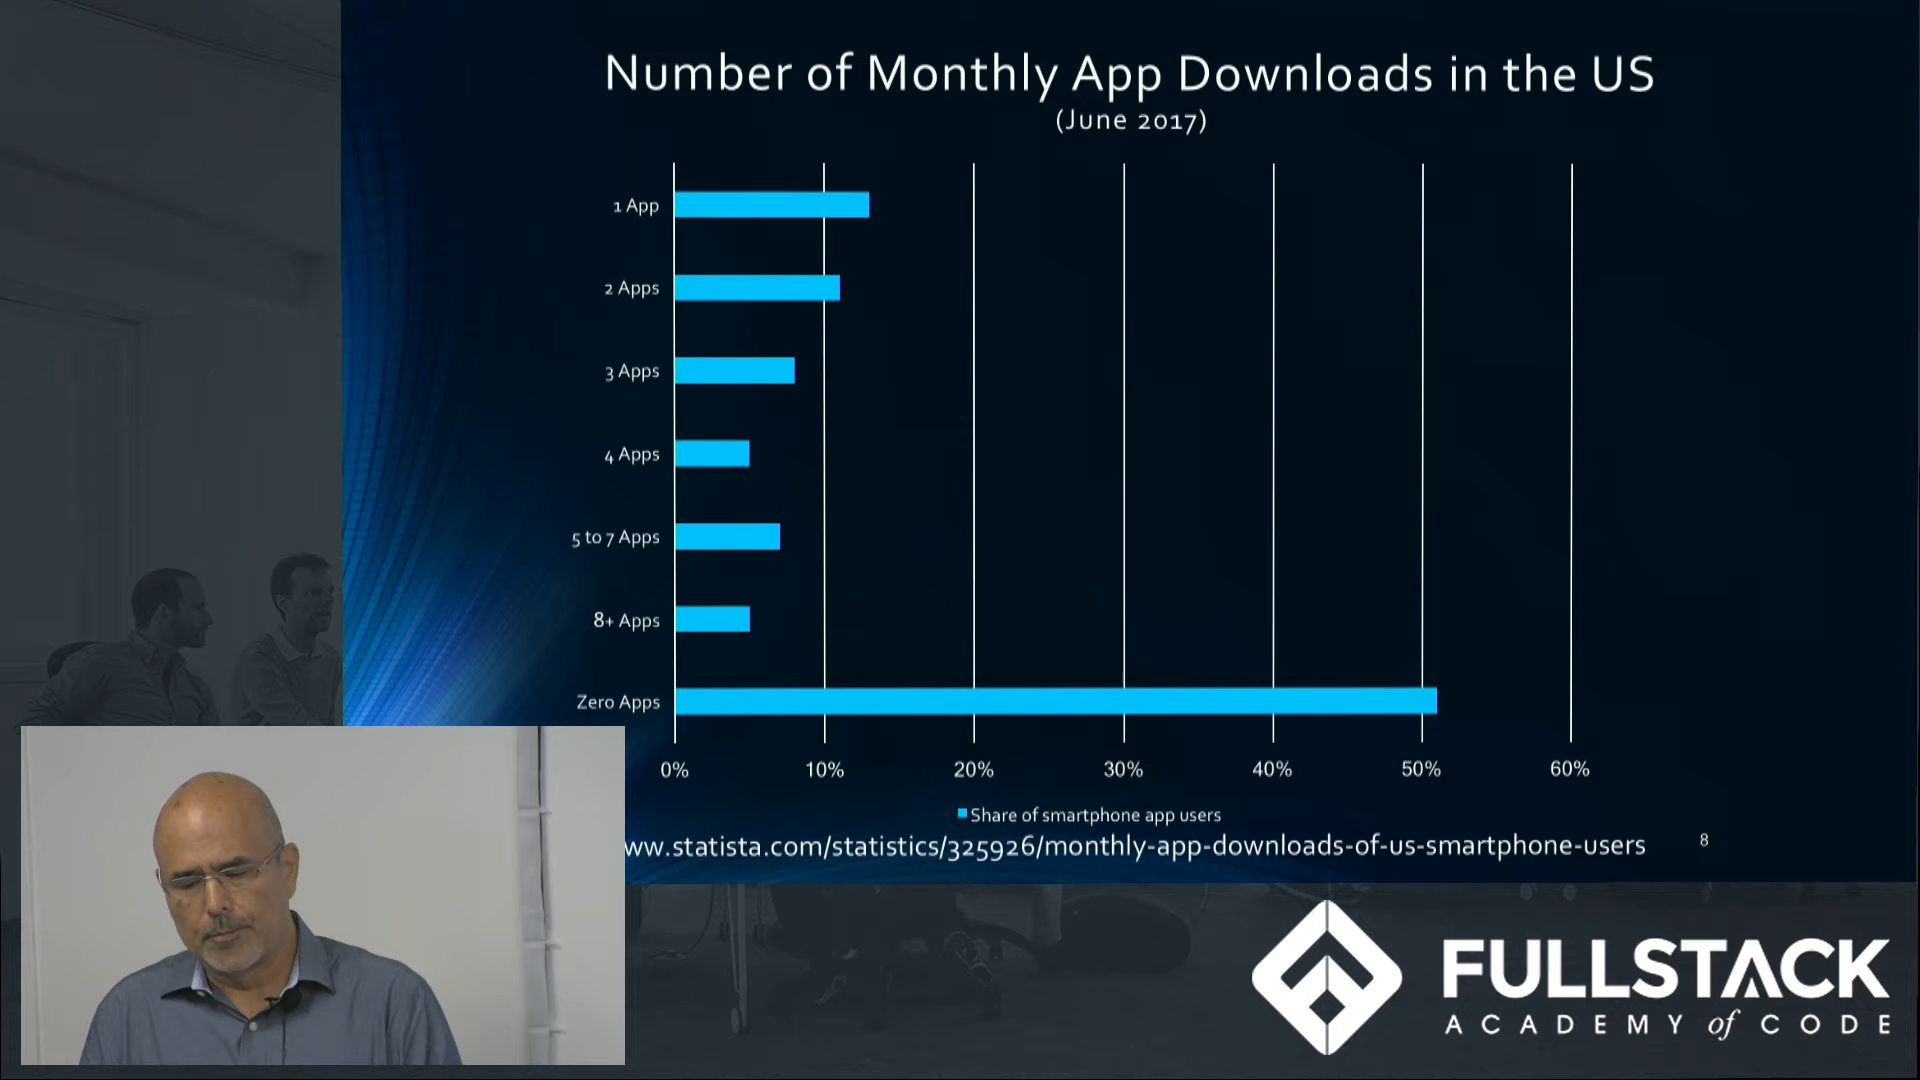 Number of Monthly App Downloads in the US
(June 2017)
1 App
2 Apps
3 Apps
4 Apps
5 to 7 Apps
8+ Apps
Zero Apps
0% 10% 20% 30% 40% 50% 60%
Share of smartphone app users
ww.statista.com/statistics/325926/monthly-app-downloads-of-us-smartphone-users
8
FULLSTACK
ACADEMY of CODE